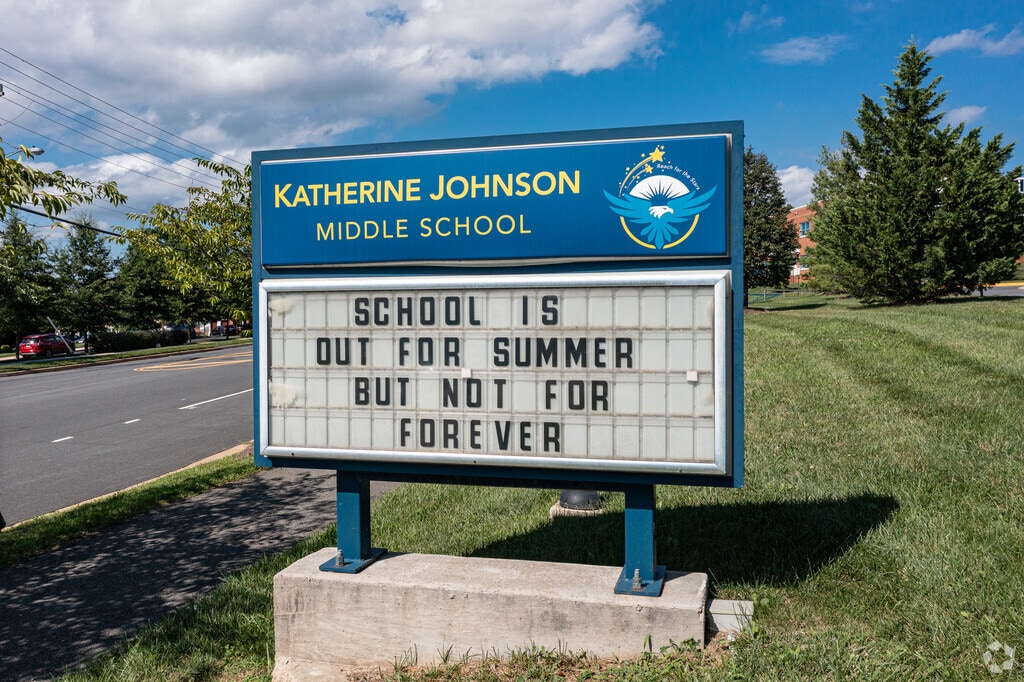 KATHERINE JOHNSON
MIDDLE SCHOOL
Reach for the Stars
SCHOOL IS
OUT FOR SUMMER
BUT NOT FOR
FOREVER